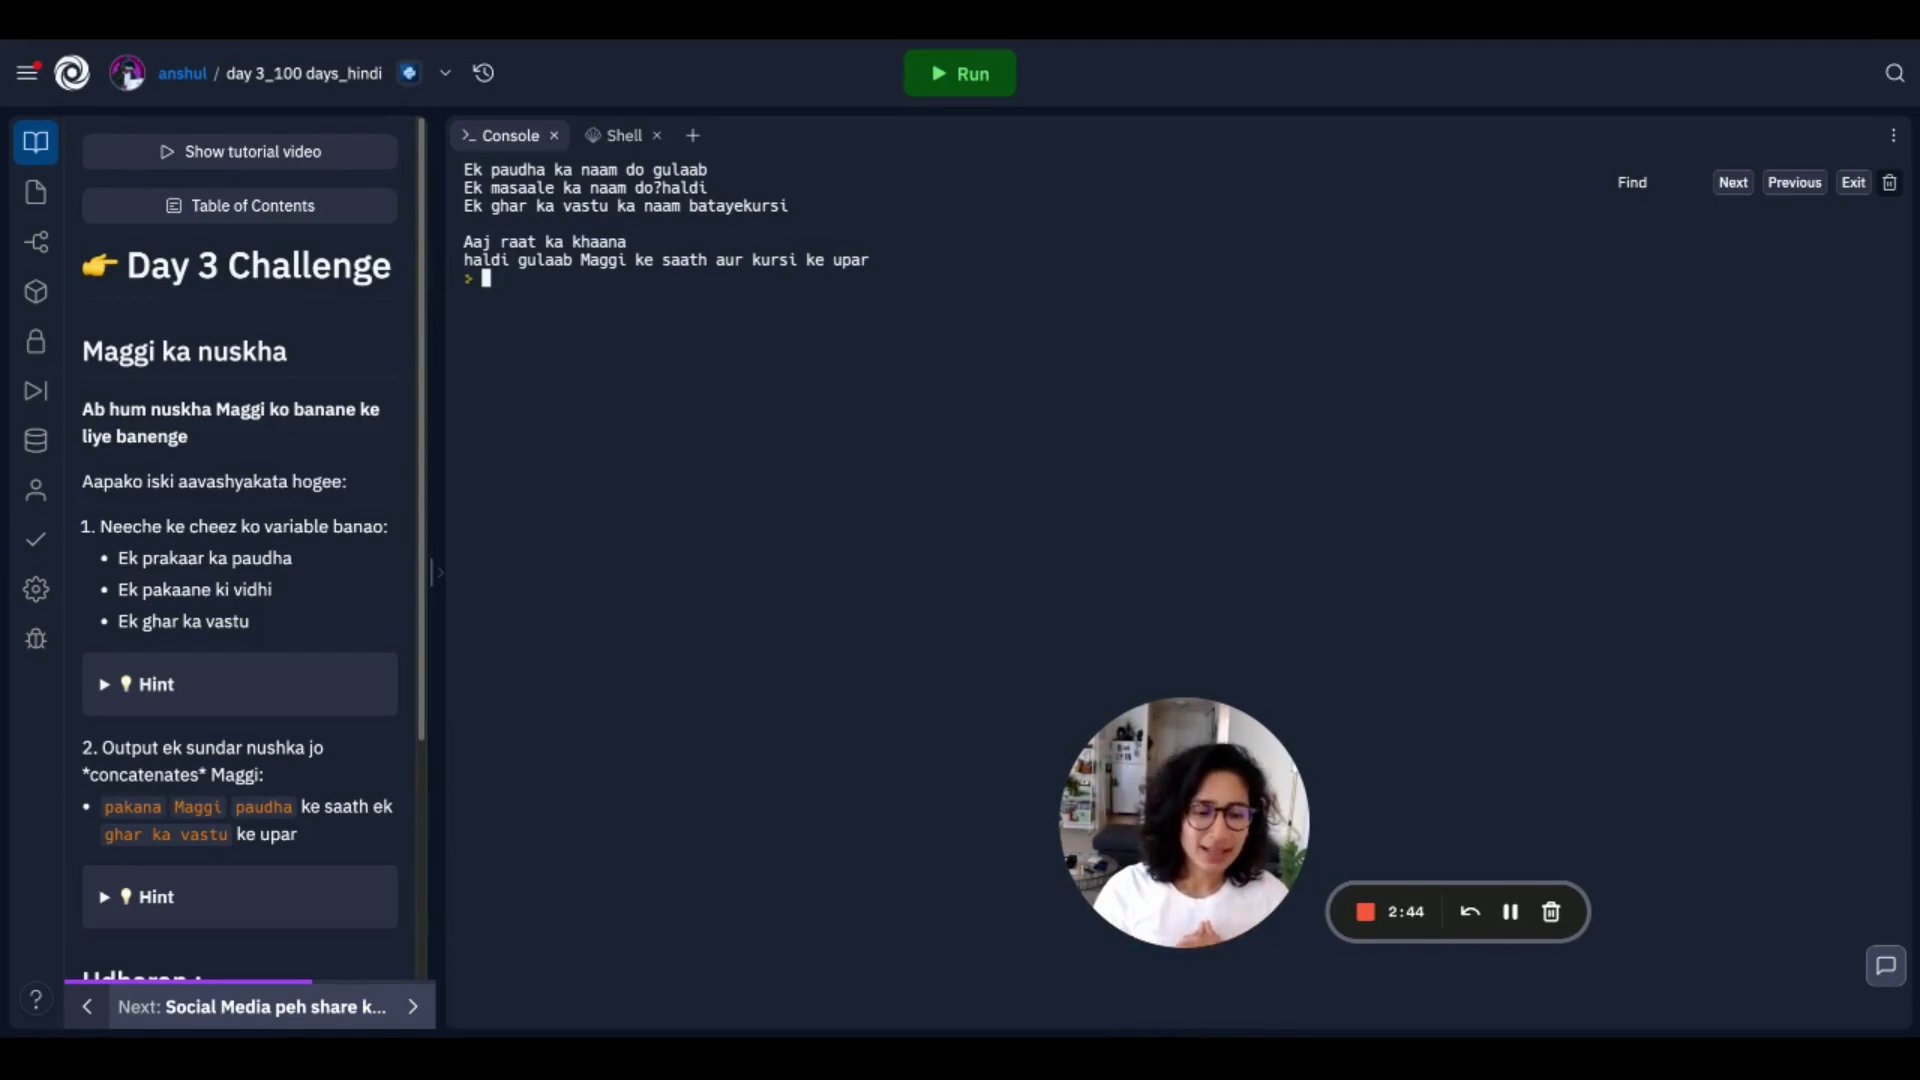 anshul / day 3_100 days_hindi
Run
Show tutorial video
Table of Contents
👉 Day 3 Challenge
Maggi ka nuskha
Ab hum nuskha Maggi ko banane ke
liye banenge
Aapako iski aavashyakata hogee:
1. Neeche ke cheez ko variable banao:
• Ek prakaar ka paudha
• Ek pakaane ki vidhi
• Ek ghar ka vastu
💡 Hint
2. Output ek sundar nushka jo
*concatenates* Maggi:
• pakana Maggi paudha ke saath ek
ghar ka vastu ke upar
💡 Hint
Next: Social Media peh share k...
>_ Console ×
Shell × +
Ek paudha ka naam do gulaab
Ek masaale ka naam do?haldi
Ek ghar ka vastu ka naam batayekursi
Aaj raat ka khaana
haldi gulaab Maggi ke saath aur kursi ke upar
>
Find Next Previous Exit
2:44
?